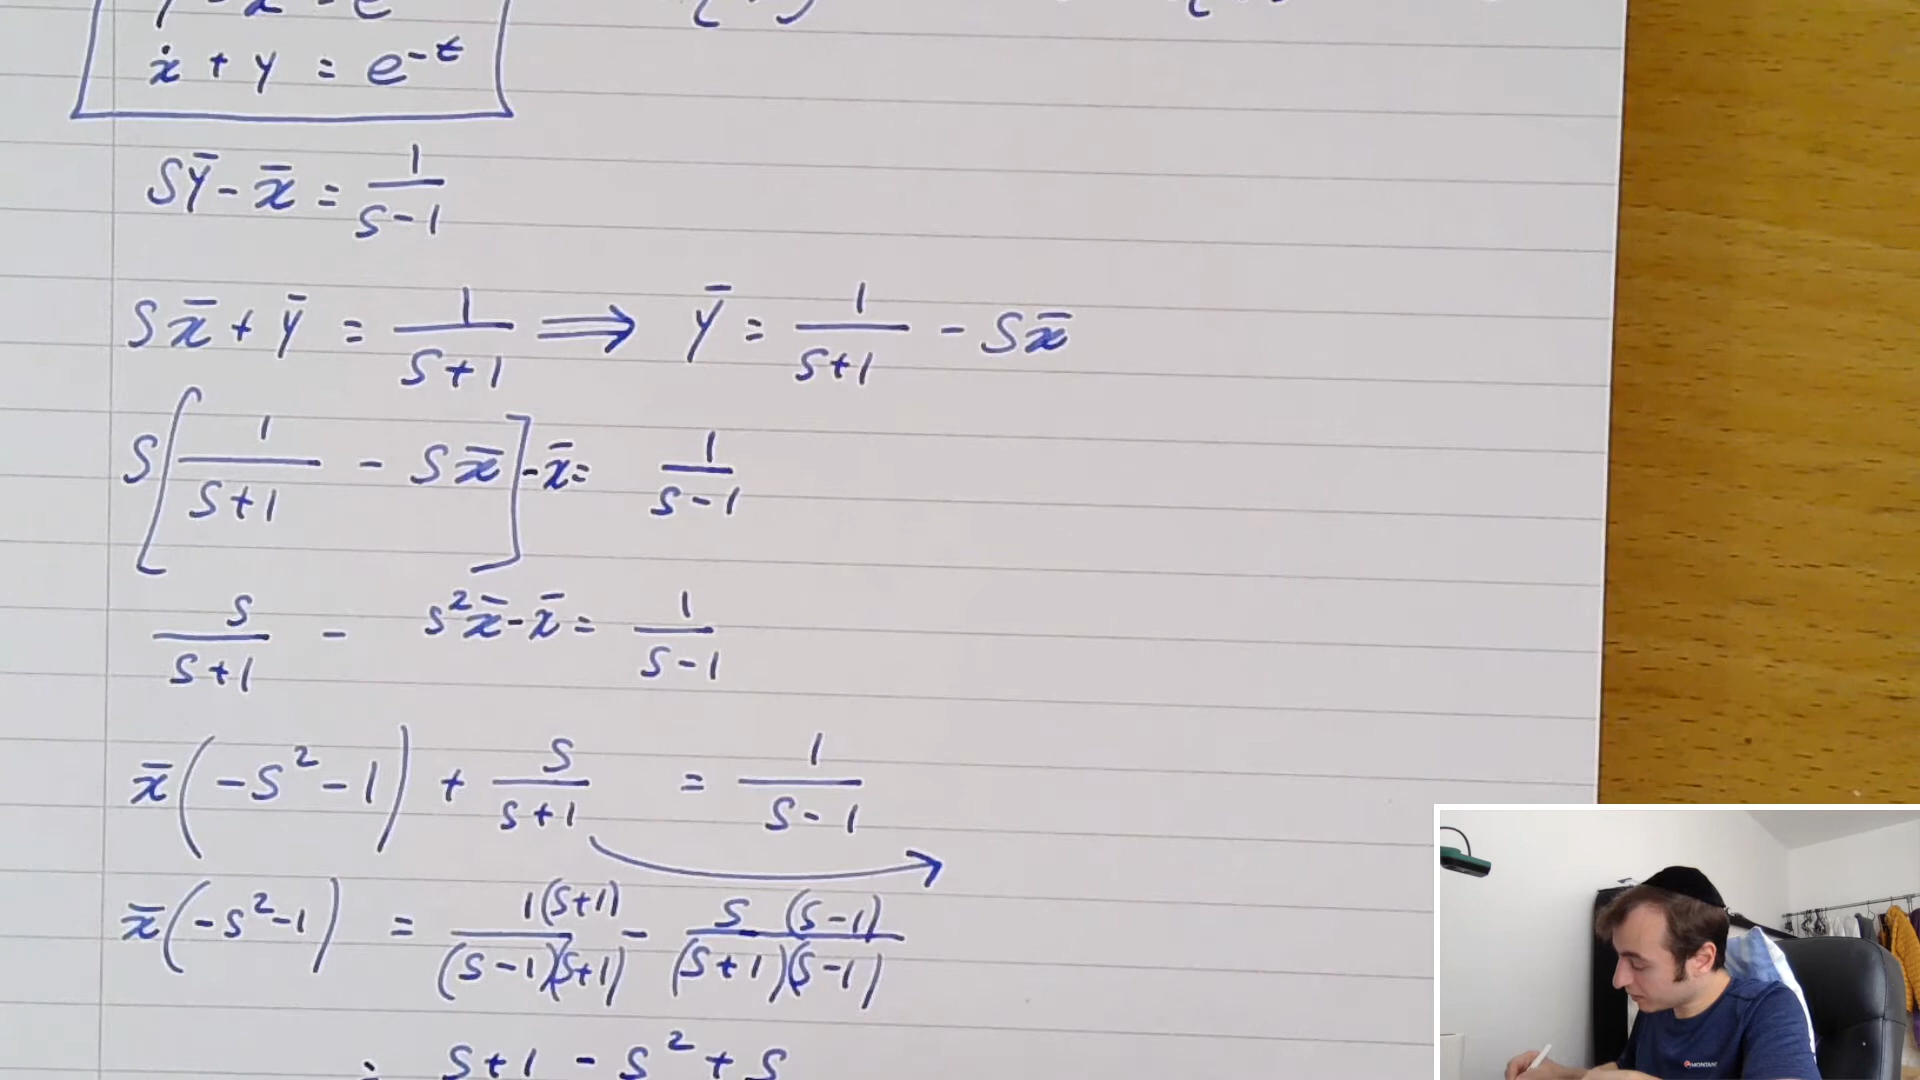 ẋ + y = e^-t
Sȳ - x̄ = 1/(s-1)
Sx̄ + ȳ = 1/(S+1) ⟹ ȳ = 1/(s+1) - Sx̄
S[1/(S+1) - Sx̄] - x̄ = 1/(s-1)
s/(s+1) - s²x̄ - x̄ = 1/(s-1)
x̄(-s²-1) + s/(s+1) = 1/(s-1)
x̄(-s²-1) = 1(s+1)/((s-1)(s+1)) - s(s-1)/((s+1)(s-1))
= s+1 - s² + s
MONTANE